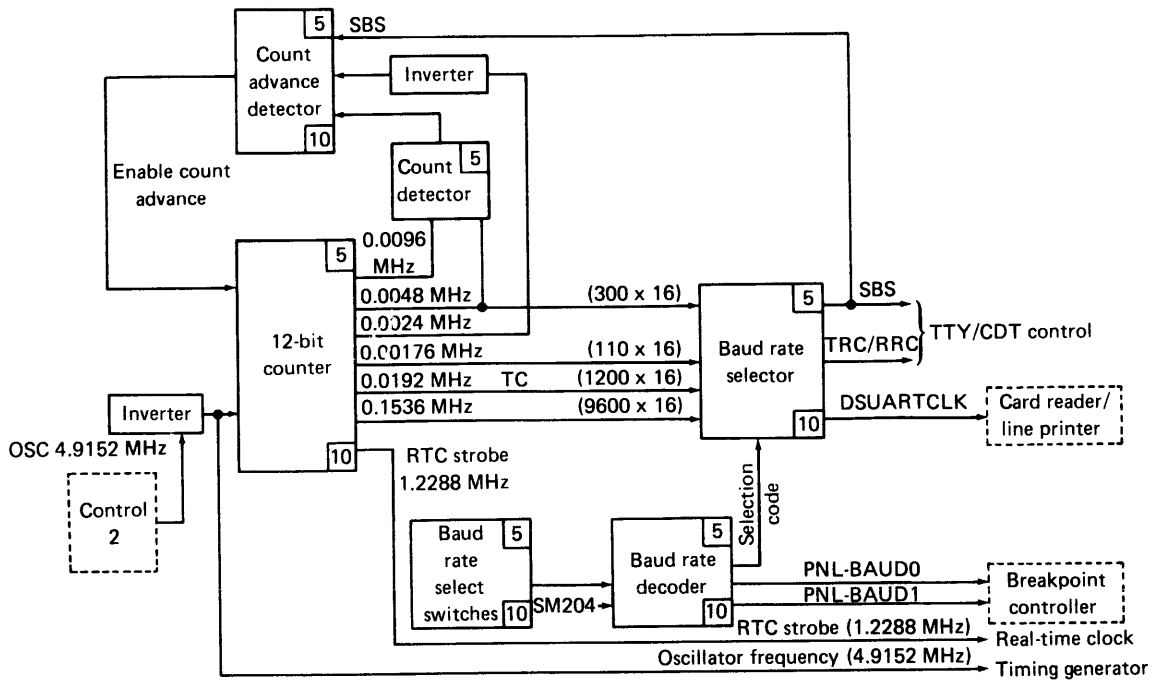 5
SBS
Count
advance
detector
10
Inverter
Enable count
advance
5
Count
detector
5
0.0096
MHz
12-bit
counter
10
0.0048 MHz
(300 x 16)
0.0024 MHz
0.00176 MHz
(110 x 16)
0.0192 MHz
TC
(1200 x 16)
0.1536 MHz
(9600 x 16)
5
Baud rate
selector
10
SBS
TRC/RRC
TTY/CDT control
DSUARTCLK
Card reader/
line printer
Inverter
OSC 4.9152 MHz
Control
2
RTC strobe
1.2288 MHz
Selection
code
5
Baud
rate
select
switches
10
SM204
5
Baud rate
decoder
10
PNL-BAUD0
PNL-BAUD1
Breakpoint
controller
RTC strobe (1.2288 MHz)
Real-time clock
Oscillator frequency (4.9152 MHz)
Timing generator